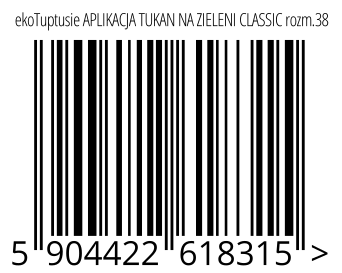 ekoTuptusie APLIKACJA TUKAN NA ZIELENI CLASSIC rozm.38
5 904422 618315 >